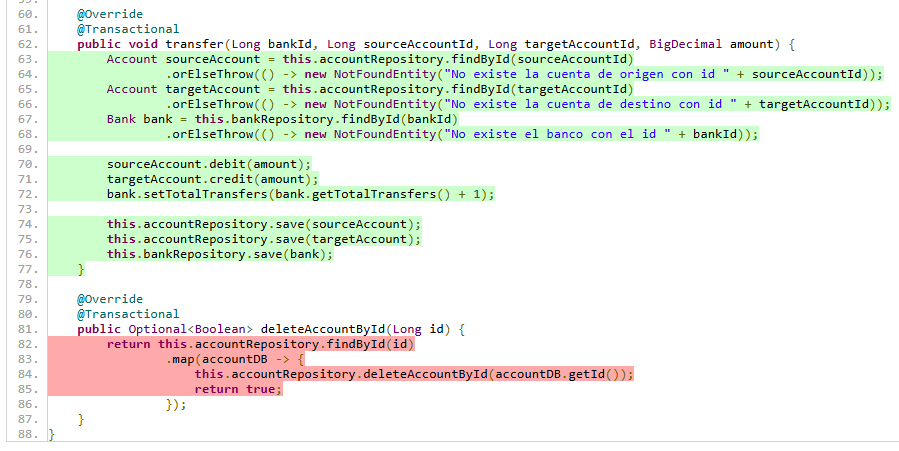 60. @Override
61. @Transactional
62. public void transfer(Long bankId, Long sourceAccountId, Long targetAccountId, BigDecimal amount) {
63. Account sourceAccount = this.accountRepository.findById(sourceAccountId)
64. .orElseThrow(() -> new NotFoundEntity("No existe la cuenta de origen con id " + sourceAccountId));
65. Account targetAccount = this.accountRepository.findById(targetAccountId)
66. .orElseThrow(() -> new NotFoundEntity("No existe la cuenta de destino con id " + targetAccountId));
67. Bank bank = this.bankRepository.findById(bankId)
68. .orElseThrow(() -> new NotFoundEntity("No existe el banco con el id " + bankId));
69.
70. sourceAccount.debit(amount);
71. targetAccount.credit(amount);
72. bank.setTotalTransfers(bank.getTotalTransfers() + 1);
73.
74. this.accountRepository.save(sourceAccount);
75. this.accountRepository.save(targetAccount);
76. this.bankRepository.save(bank);
77. }
78.
79. @Override
80. @Transactional
81. public Optional<Boolean> deleteAccountById(Long id) {
82. return this.accountRepository.findById(id)
83. .map(accountDB -> {
84. this.accountRepository.deleteAccountById(accountDB.getId());
85. return true;
86. });
87. }
88. }